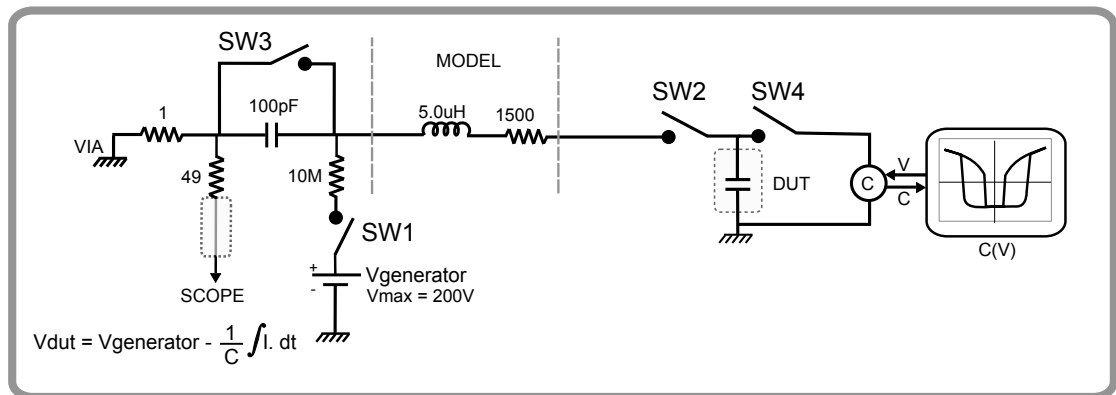 SW3
MODEL
100pF
1
5.0uH
1500
SW2
SW4
VIA
49
10M
DUT
C
V
C
SW1
C(V)
+
Vgenerator
-
Vmax = 200V
SCOPE
Vdut = Vgenerator - 1/C ∫I. dt